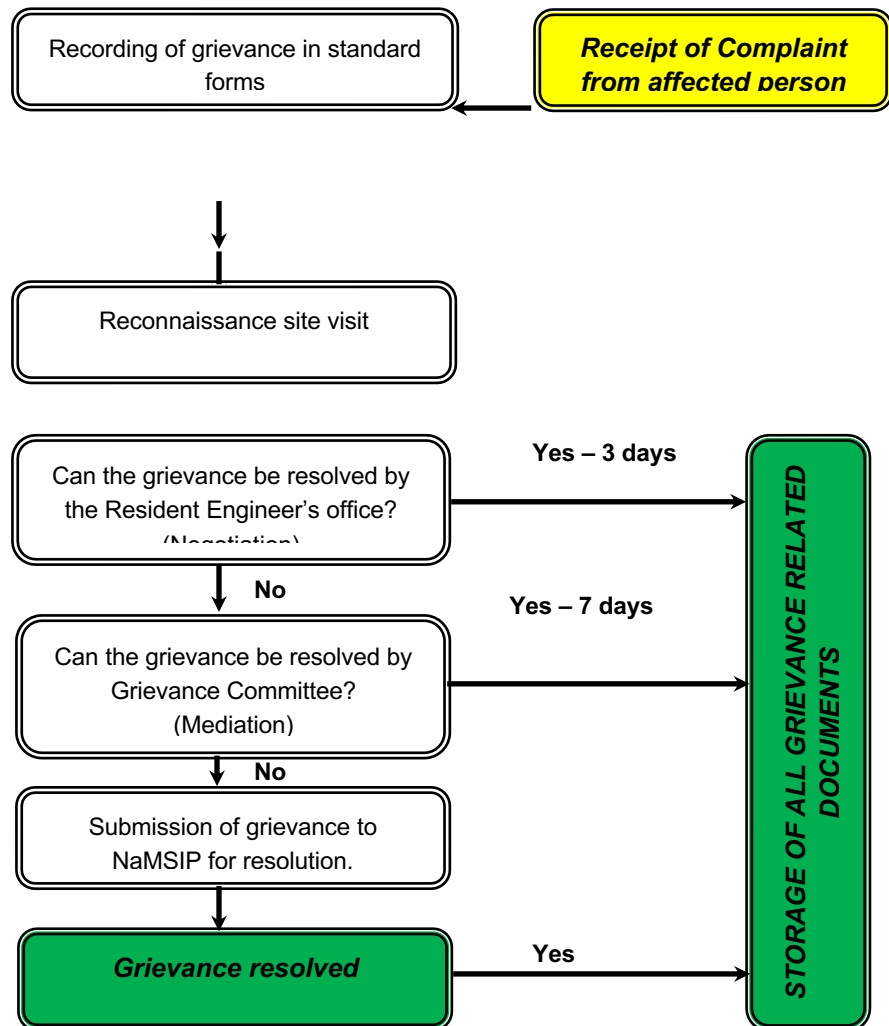 Recording of grievance in standard
forms
Receipt of Complaint
from affected person
Reconnaissance site visit
Can the grievance be resolved by
the Resident Engineer’s office?
(Negotiation)
Yes – 3 days
No
Yes – 7 days
Can the grievance be resolved by
Grievance Committee?
(Mediation)
No
Submission of grievance to
NaMSIP for resolution.
Grievance resolved
Yes
STORAGE OF ALL GRIEVANCE RELATED
DOCUMENTS